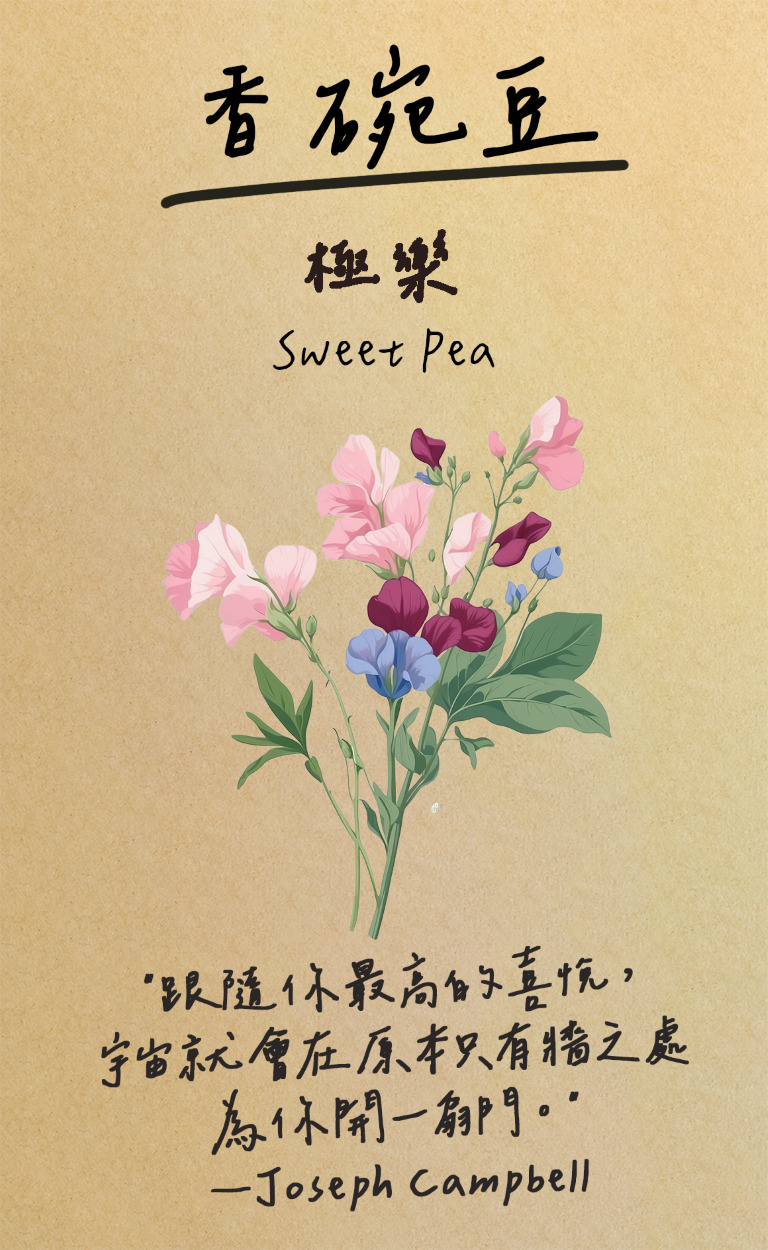 香碗豆
極樂
Sweet Pea
"跟隨你最高的喜悅，
宇宙就會在原本只有牆之處
為你開一扇門。"
—Joseph Campbell